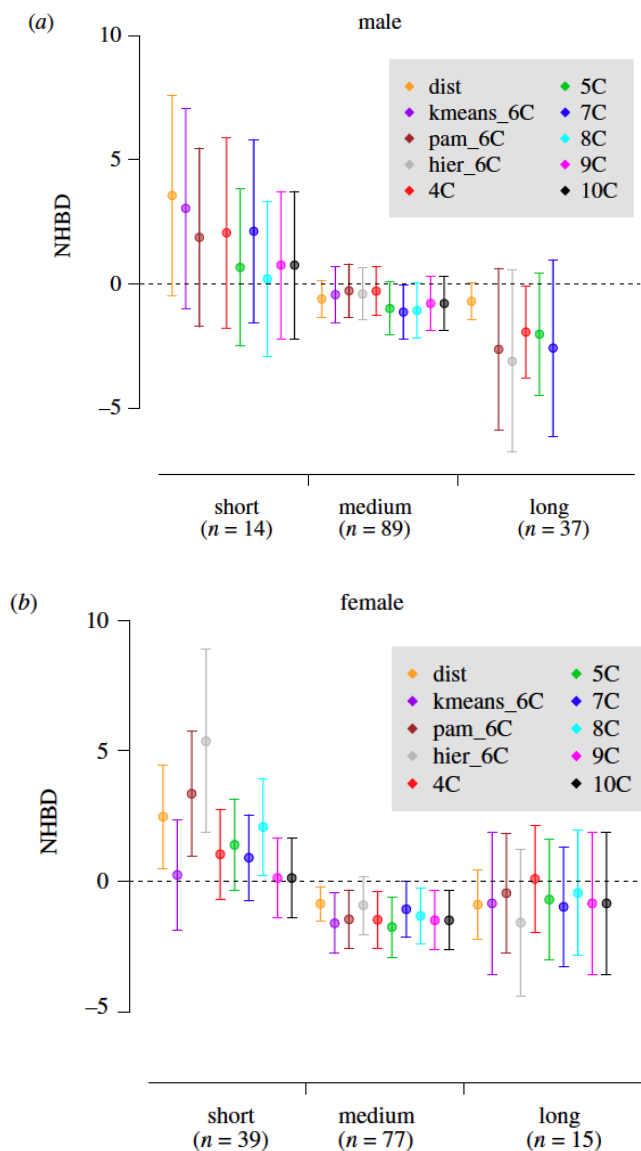 (a) male
10
5
0
–5
NHBD
dist 5C
kmeans_6C 7C
pam_6C 8C
hier_6C 9C
4C 10C
short medium long
(n = 14) (n = 89) (n = 37)
(b) female
10
5
0
–5
NHBD
dist 5C
kmeans_6C 7C
pam_6C 8C
hier_6C 9C
4C 10C
short medium long
(n = 39) (n = 77) (n = 15)